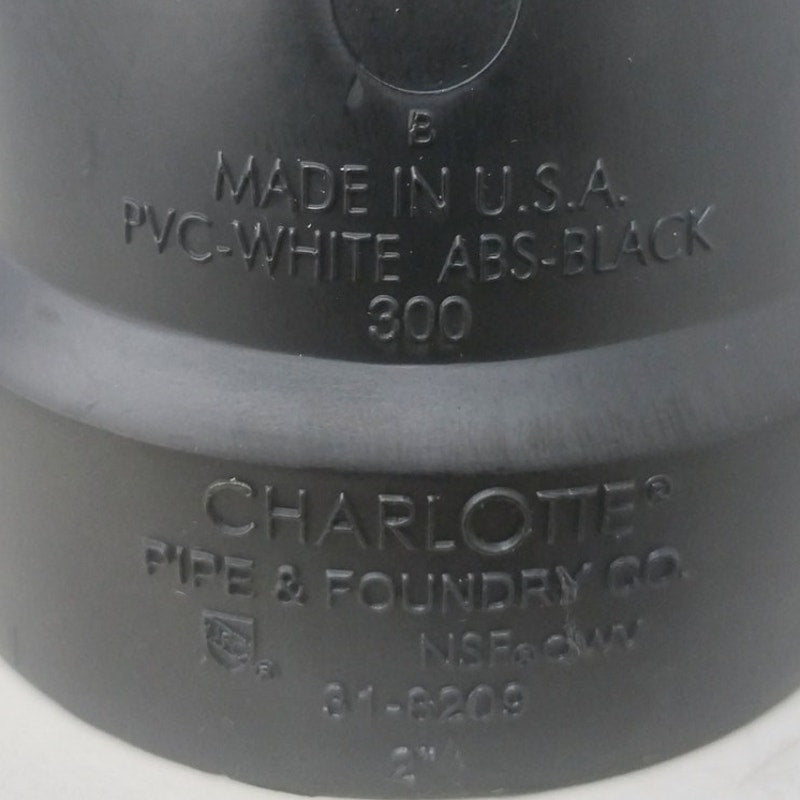 B
MADE IN U.S.A.
PVC-WHITE ABS-BLACK
300
CHARLOTTE®
PIPE & FOUNDRY CO.
NSF® DWV
2"